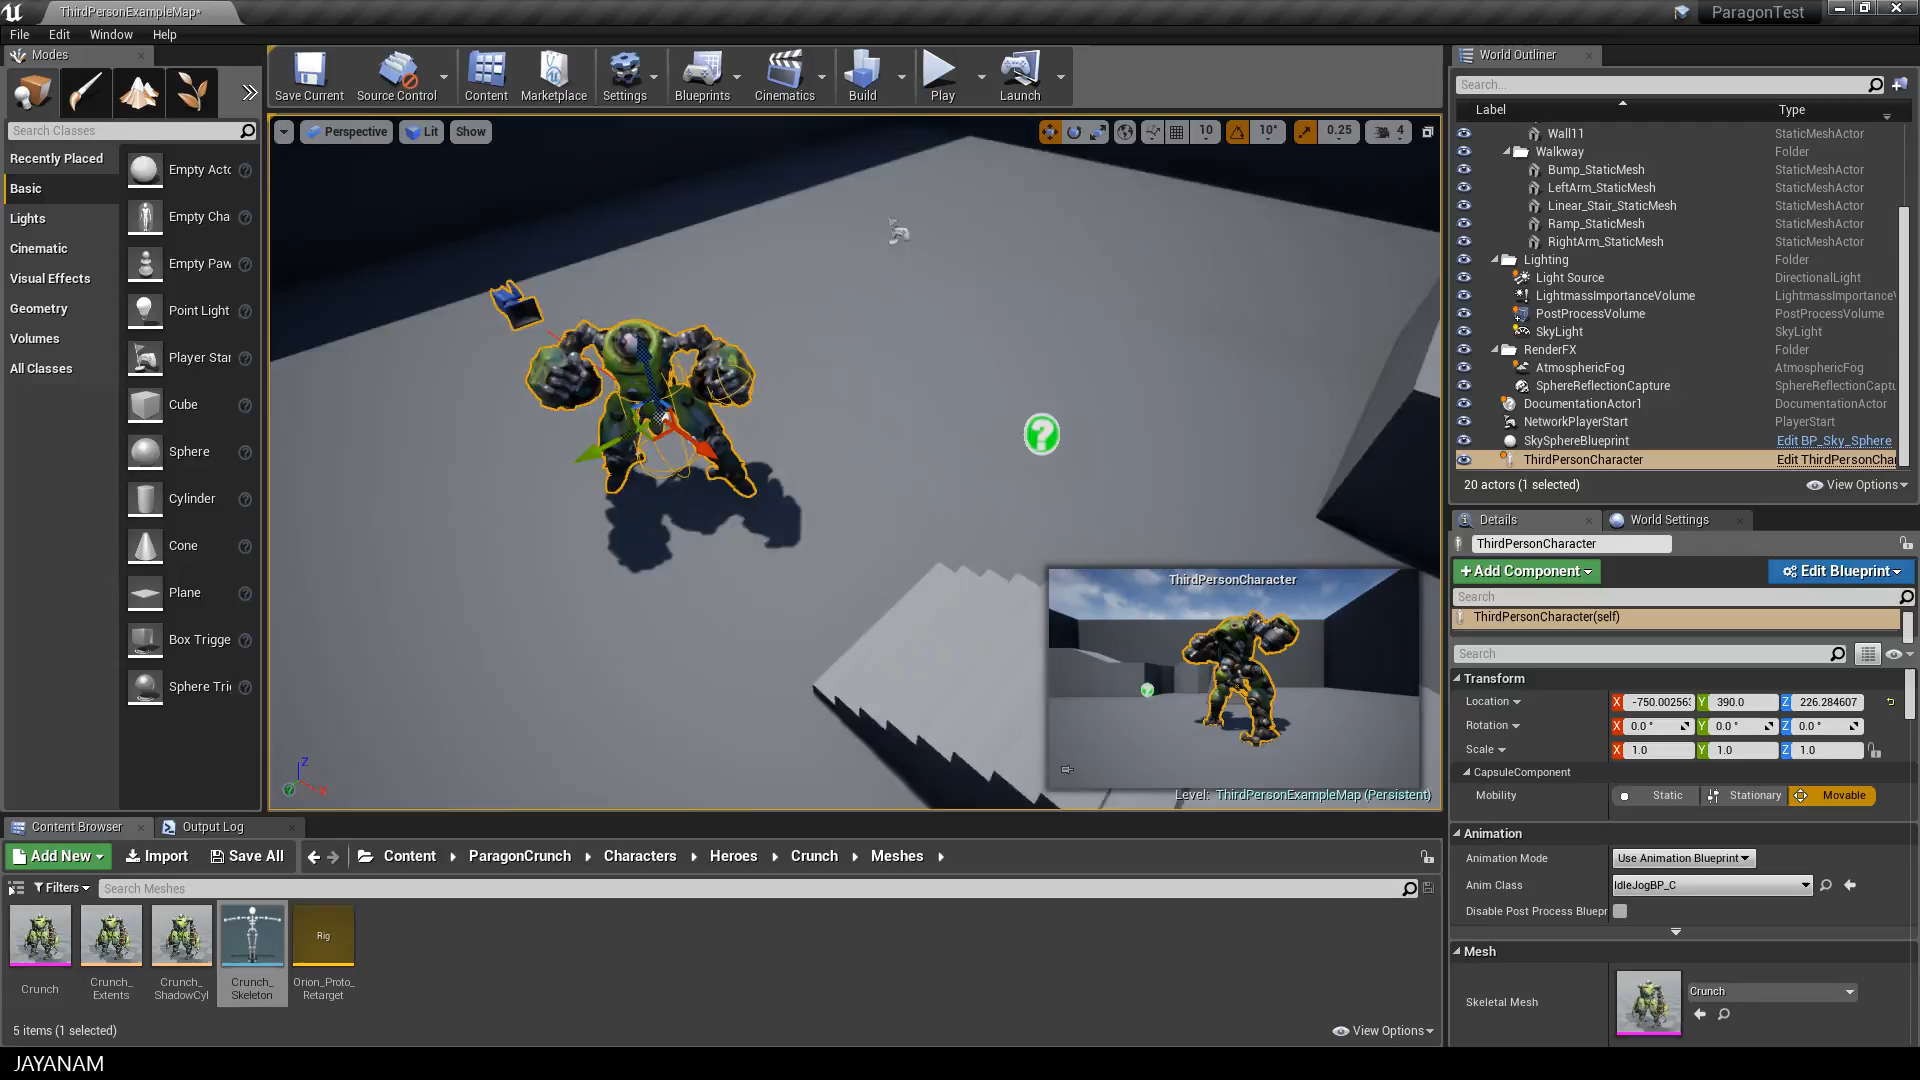 ThirdPersonExampleMap*
ParagonTest
File Edit Window Help
Modes
Search Classes
Recently Placed
Basic
Lights
Cinematic
Visual Effects
Geometry
Volumes
All Classes
Empty Actc
Empty Cha
Empty Paw
Point Light
Player Star
Cube
Sphere
Cylinder
Cone
Plane
Box Trigge
Sphere Trig
Save Current
Source Control
Content
Marketplace
Settings
Blueprints
Cinematics
Build
Play
Launch
Perspective Lit Show
10 10° 0.25 4
ThirdPersonCharacter
Level: ThirdPersonExampleMap (Persistent)
Z
X
World Outliner
Search...
Label Type
Wall11 StaticMeshActor
Walkway Folder
Bump_StaticMesh StaticMeshActor
LeftArm_StaticMesh StaticMeshActor
Linear_Stair_StaticMesh StaticMeshActor
Ramp_StaticMesh StaticMeshActor
RightArm_StaticMesh StaticMeshActor
Lighting Folder
Light Source DirectionalLight
LightmassImportanceVolume LightmassImportanceV
PostProcessVolume PostProcessVolume
SkyLight SkyLight
RenderFX Folder
AtmosphericFog AtmosphericFog
SphereReflectionCapture SphereReflectionCaptu
DocumentationActor1 DocumentationActor
NetworkPlayerStart PlayerStart
SkySphereBlueprint Edit BP_Sky_Sphere
ThirdPersonCharacter Edit ThirdPersonChar
20 actors (1 selected) View Options
Details World Settings
ThirdPersonCharacter
+Add Component Edit Blueprint
Search
ThirdPersonCharacter(self)
Search
Transform
Location X -750.00256 Y 390.0 Z 226.284607
Rotation X 0.0 ° Y 0.0 ° Z 0.0 °
Scale X 1.0 Y 1.0 Z 1.0
CapsuleComponent
Mobility Static Stationary Movable
Animation
Animation Mode Use Animation Blueprint
Anim Class IdleJogBP_C
Disable Post Process Bluepr
Mesh
Skeletal Mesh Crunch
Content Browser Output Log
Add New Import Save All Content ParagonCrunch Characters Heroes Crunch Meshes
Filters Search Meshes
Rig
Crunch
Crunch_
Extents
Crunch_
ShadowCyl
Crunch_
Skeleton
Orion_Proto_
Retarget
5 items (1 selected) View Options
JAYANAM